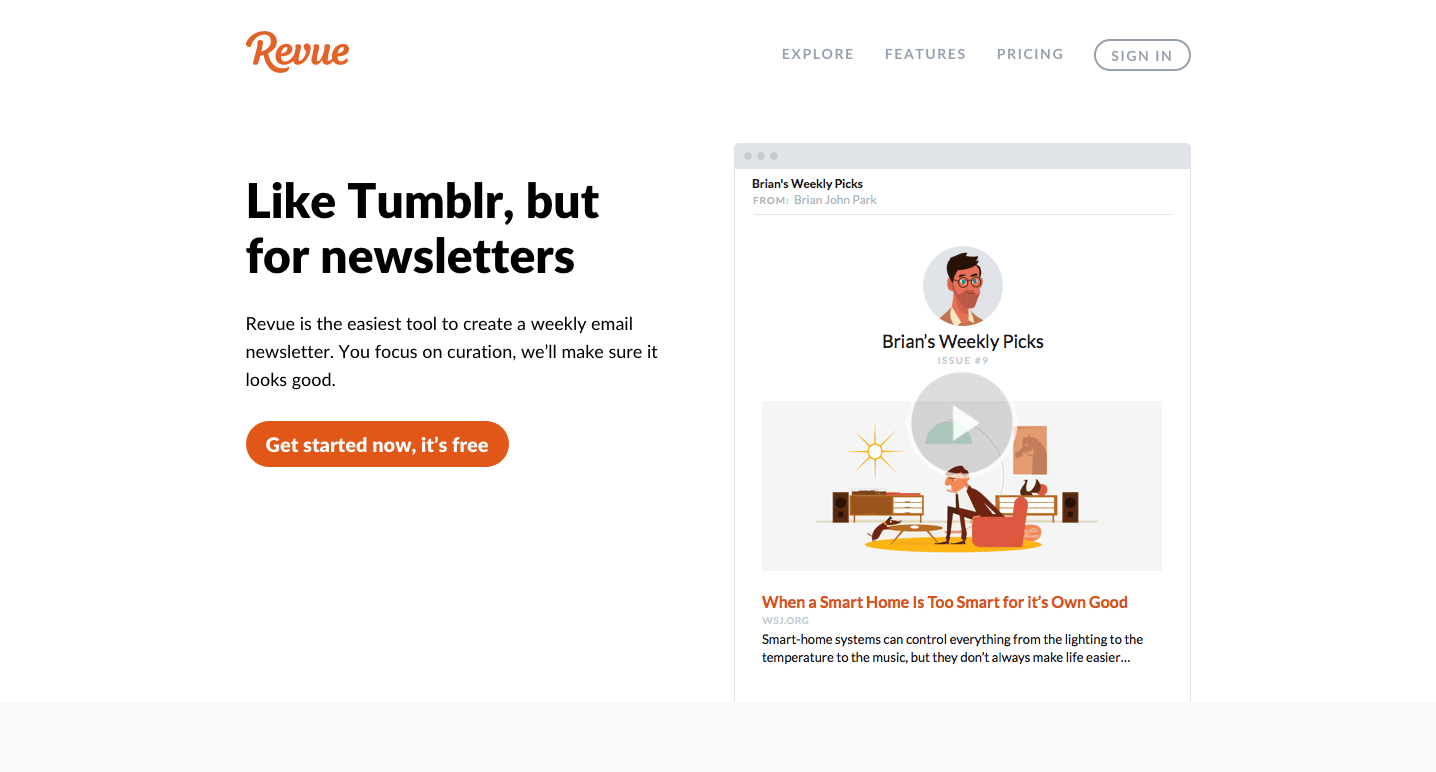 Revue
EXPLORE FEATURES PRICING SIGN IN
Like Tumblr, but
for newsletters
Revue is the easiest tool to create a weekly email
newsletter. You focus on curation, we’ll make sure it
looks good.
Get started now, it’s free
Brian's Weekly Picks
FROM: Brian John Park
Brian’s Weekly Picks
ISSUE #9
When a Smart Home Is Too Smart for it’s Own Good
WSJ.ORG
Smart-home systems can control everything from the lighting to the
temperature to the music, but they don’t always make life easier...